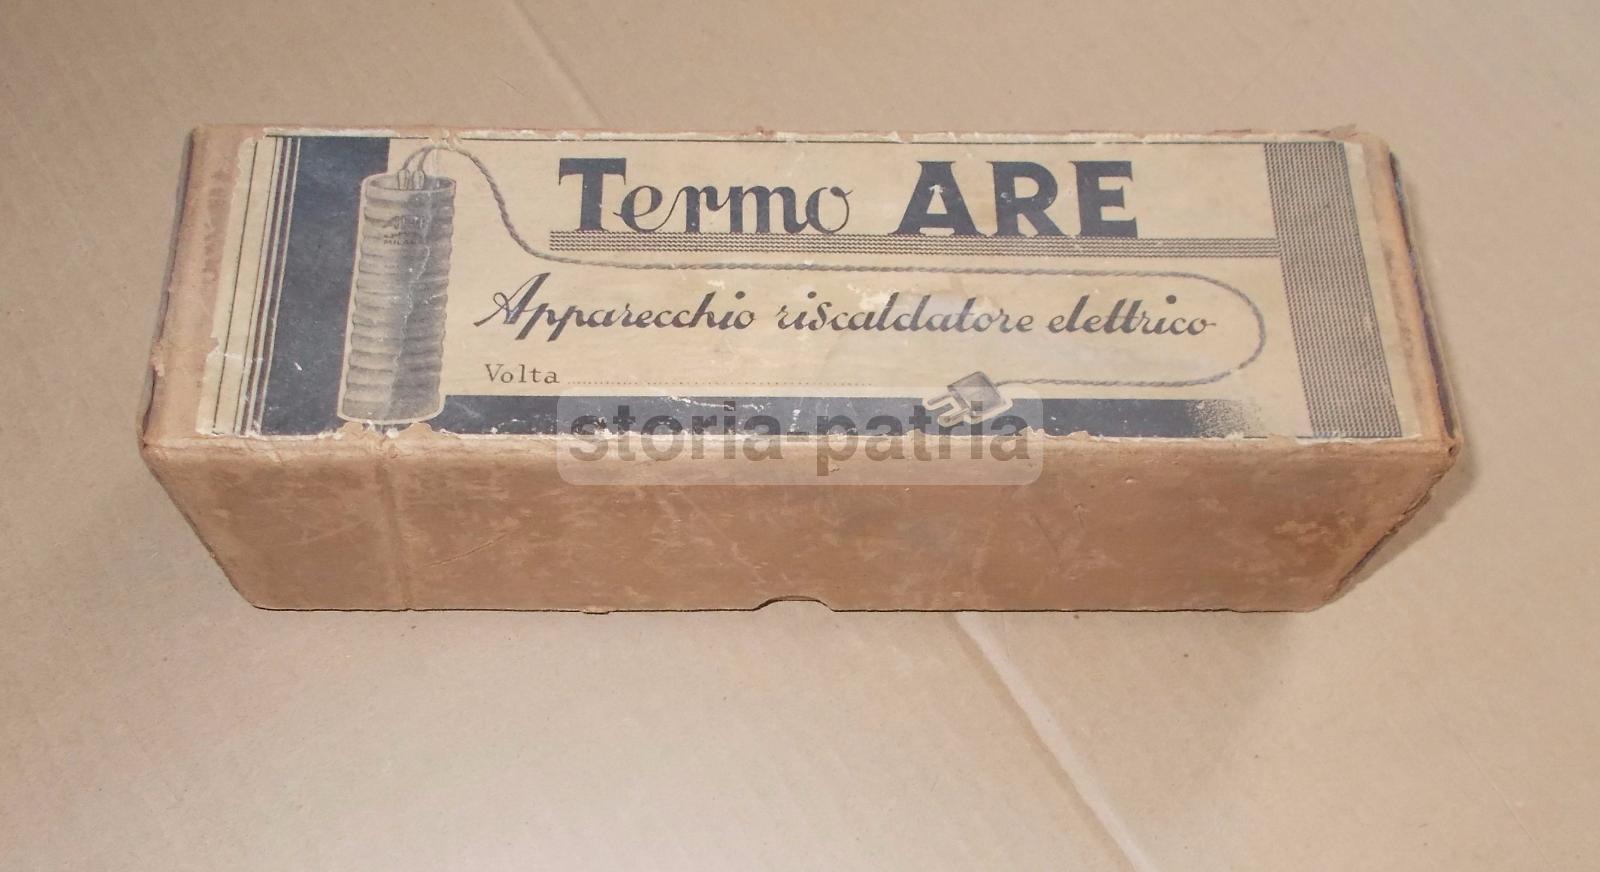 Termo ARE
Apparecchio riscaldatore elettrico
Volta
storia-patria